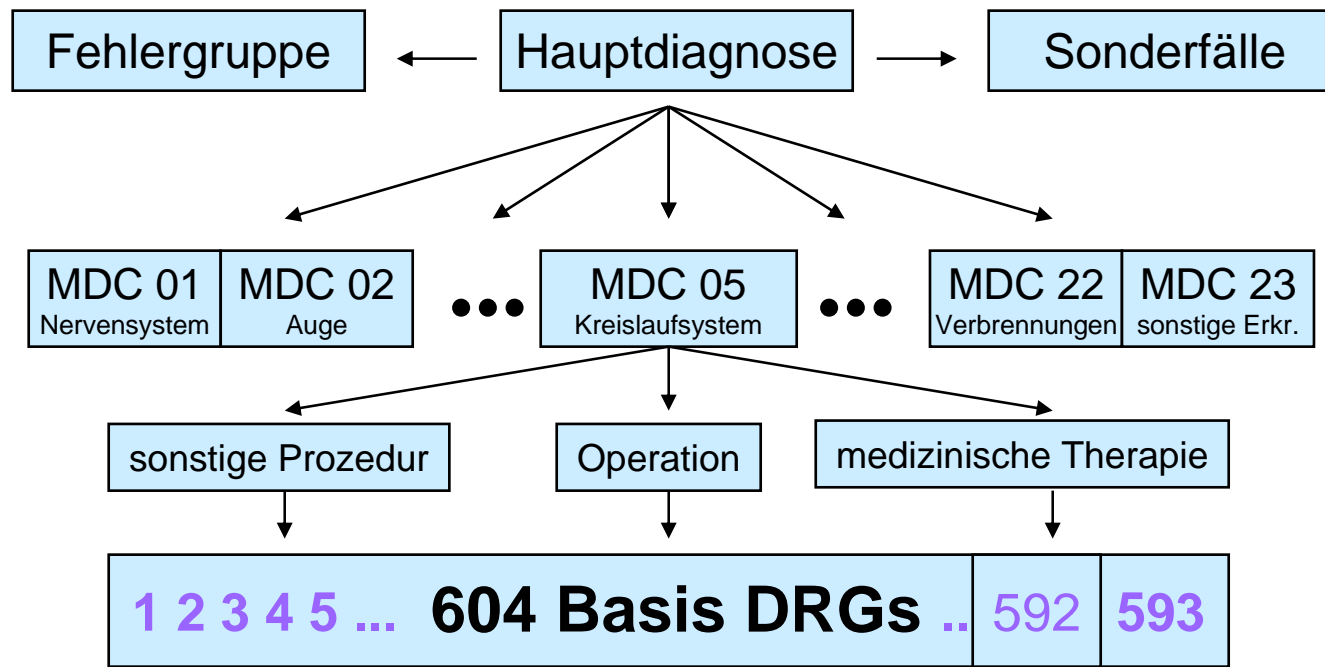 Fehlergruppe
Hauptdiagnose
Sonderfälle
MDC 01
Nervensystem
MDC 02
Auge
•••
MDC 05
Kreislaufsystem
•••
MDC 22
Verbrennungen
MDC 23
sonstige Erkr.
sonstige Prozedur
Operation
medizinische Therapie
1 2 3 4 5 ... 604 Basis DRGs .. 592 593